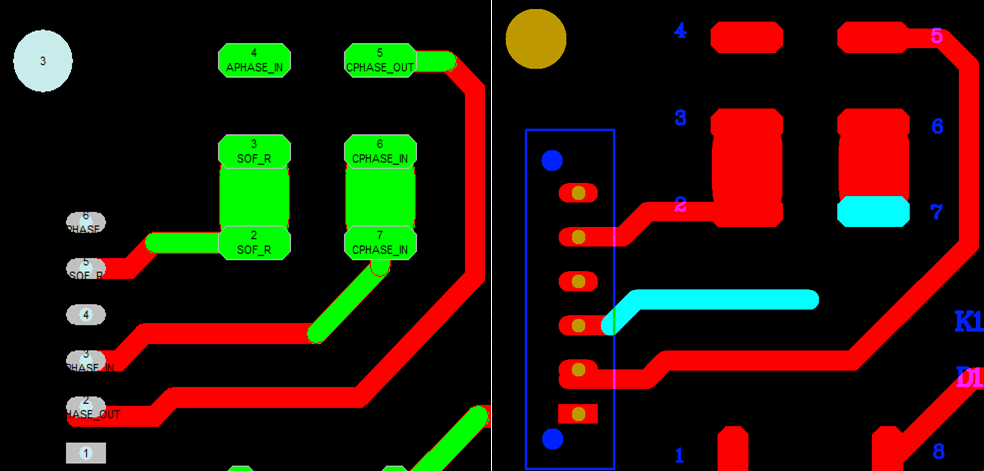 3
4
APHASE_IN
5
CPHASE_OUT
3
SOF_R
6
CPHASE_IN
2
SOF_R
7
CPHASE_IN
6
PHASE
5
SOF_R
4
3
PHASE_IN
2
HASE_OUT
1
4
5
3
6
2
7
K1
D1
1
8